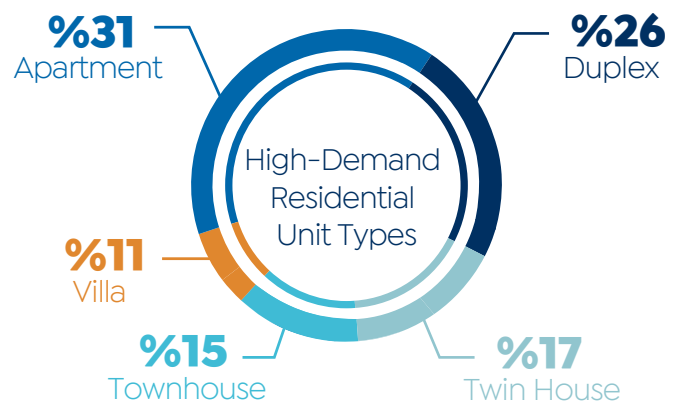 %31
Apartment
%26
Duplex
High-Demand
Residential
Unit Types
%11
Villa
%15
Townhouse
%17
Twin House